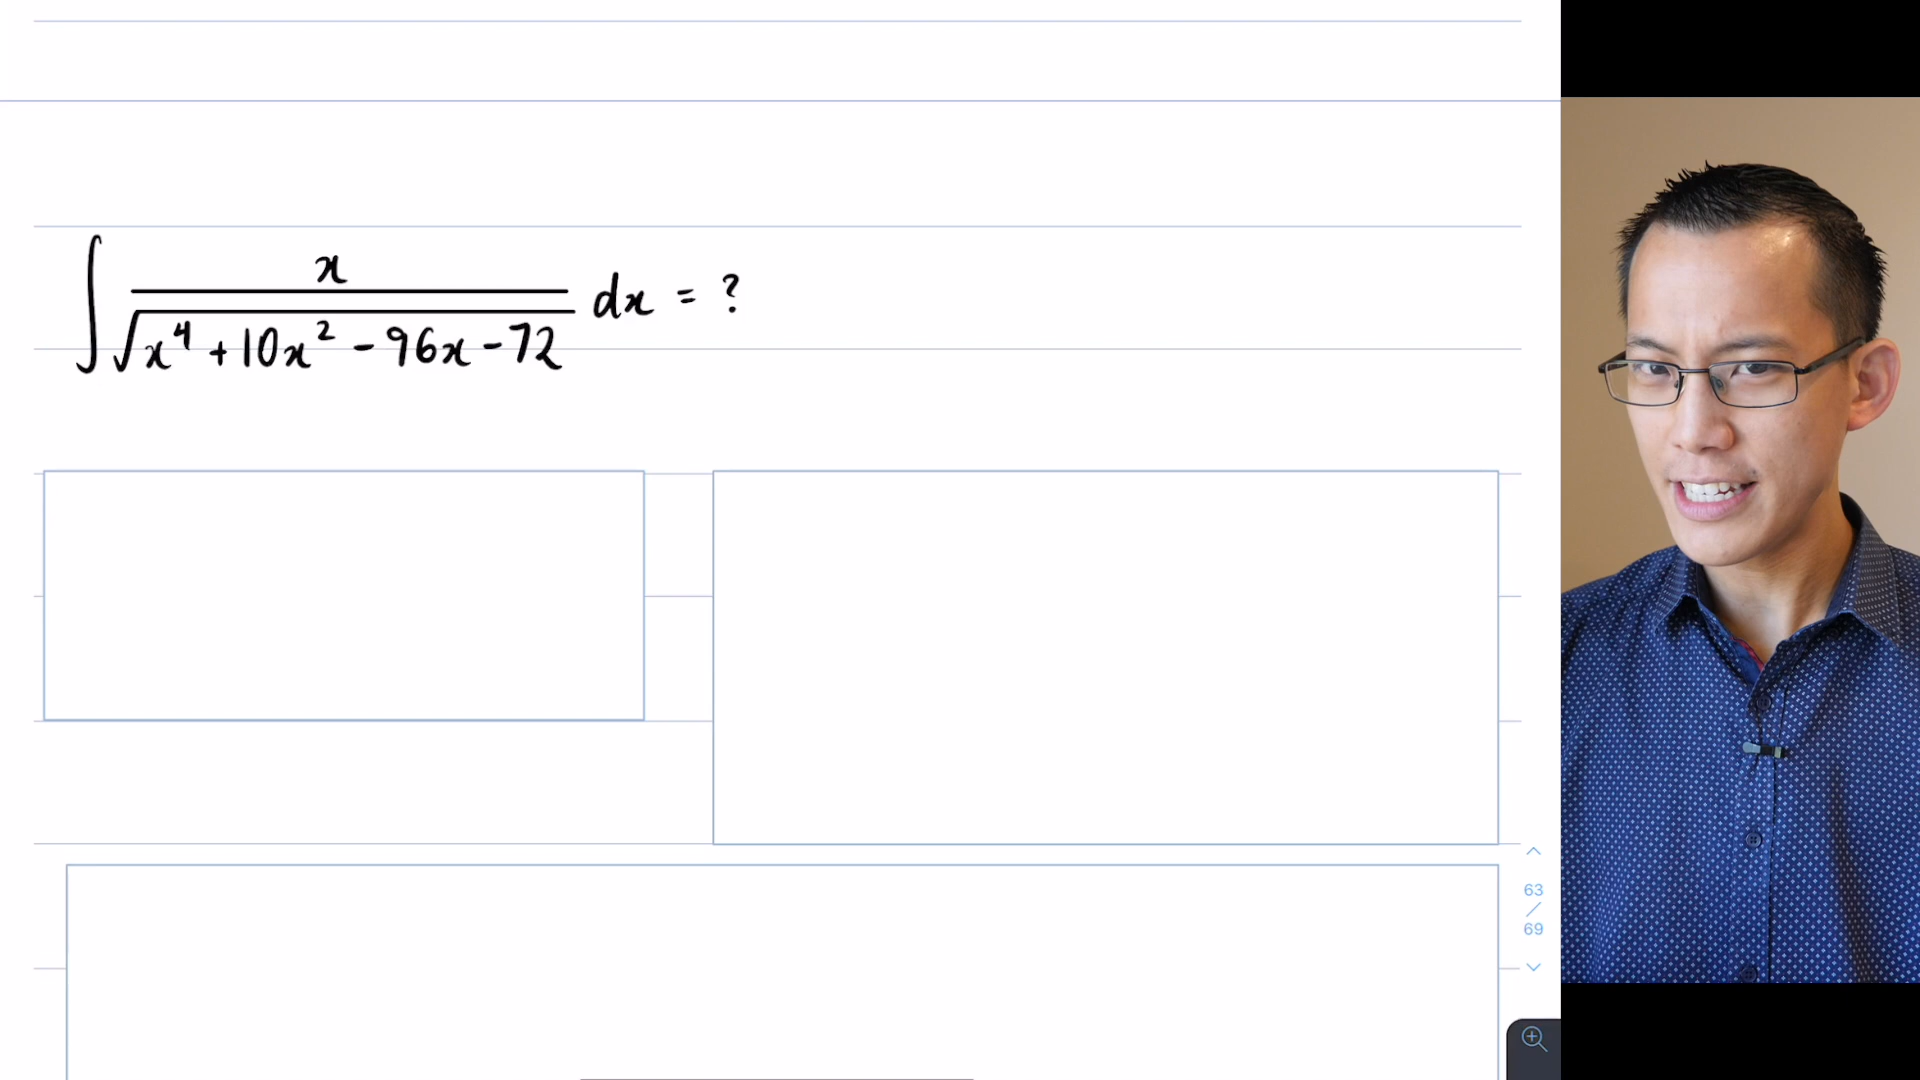 ∫ x / √(x⁴ + 10x² - 96x - 72) dx = ?
63
/
69